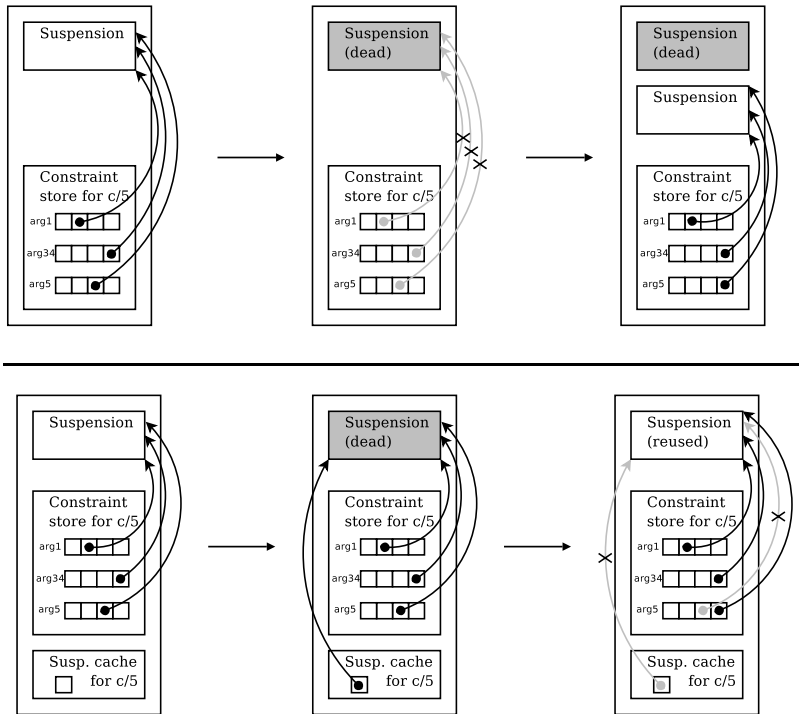 Suspension
Constraint
store for c/5
arg1
arg34
arg5
Suspension
(dead)
Constraint
store for c/5
arg1
arg34
arg5
Suspension
(dead)
Suspension
Constraint
store for c/5
arg1
arg34
arg5
Suspension
Constraint
store for c/5
arg1
arg34
arg5
Susp. cache
for c/5
Suspension
(dead)
Constraint
store for c/5
arg1
arg34
arg5
Susp. cache
for c/5
Suspension
(reused)
Constraint
store for c/5
arg1
arg34
arg5
Susp. cache
for c/5